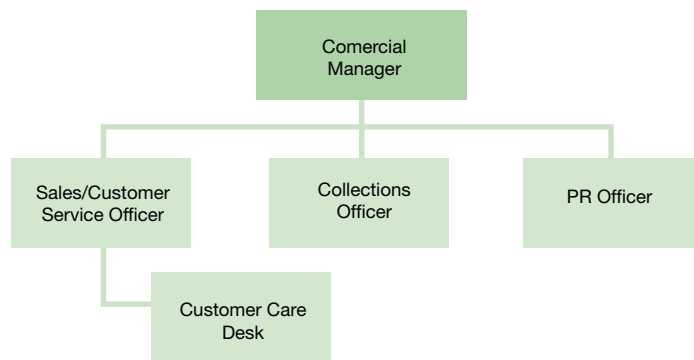 Comercial
Manager
Sales/Customer
Service Officer
Collections
Officer
PR Officer
Customer Care
Desk